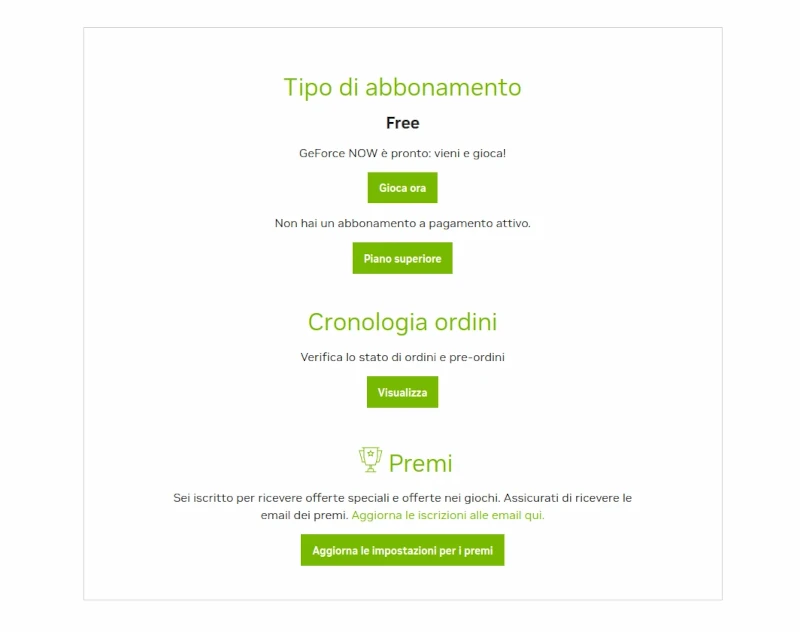 Tipo di abbonamento
Free
GeForce NOW è pronto: vieni e gioca!
Gioca ora
Non hai un abbonamento a pagamento attivo.
Piano superiore
Cronologia ordini
Verifica lo stato di ordini e pre-ordini
Visualizza
Premi
Sei iscritto per ricevere offerte speciali e offerte nei giochi. Assicurati di ricevere le
email dei premi. Aggiorna le iscrizioni alle email qui.
Aggiorna le impostazioni per i premi